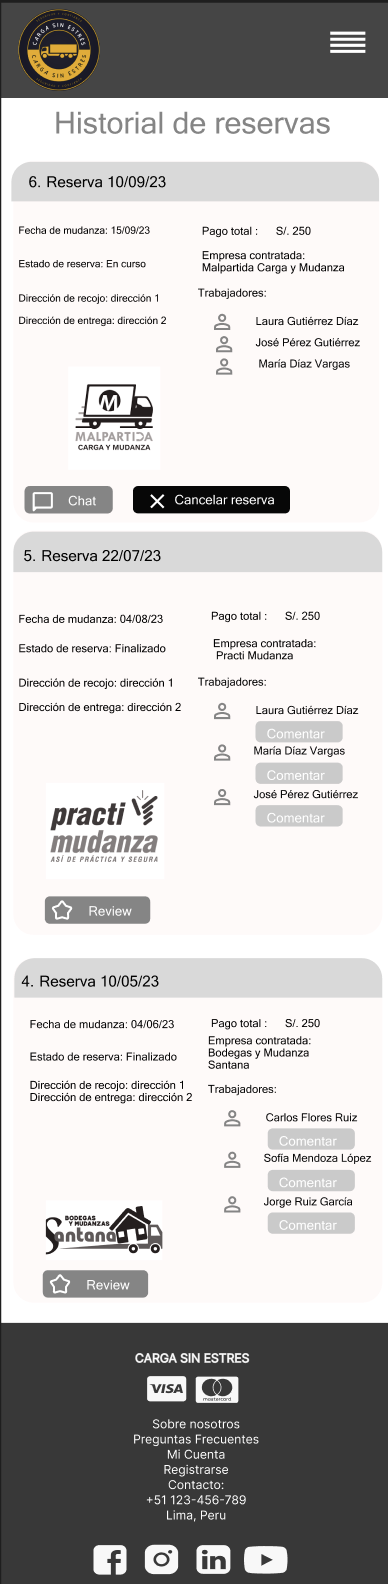 CARGA SIN ESTRÉS
CARGA SIN ESTRÉS
Historial de reservas
6. Reserva 10/09/23
Fecha de mudanza: 15/09/23
Estado de reserva: En curso
Dirección de recojo: dirección 1
Dirección de entrega: dirección 2
Pago total : S/. 250
Empresa contratada:
Malpartida Carga y Mudanza
Trabajadores:
Laura Gutiérrez Díaz
José Pérez Gutiérrez
María Díaz Vargas
M
MALPARTIDA
CARGA Y MUDANZA
Chat
Cancelar reserva
5. Reserva 22/07/23
Fecha de mudanza: 04/08/23
Estado de reserva: Finalizado
Dirección de recojo: dirección 1
Dirección de entrega: dirección 2
Pago total : S/. 250
Empresa contratada:
Practi Mudanza
Trabajadores:
Laura Gutiérrez Díaz
Comentar
María Díaz Vargas
Comentar
José Pérez Gutiérrez
Comentar
practi
mudanza
ASÍ DE PRÁCTICA Y SEGURA
Review
4. Reserva 10/05/23
Fecha de mudanza: 04/06/23
Estado de reserva: Finalizado
Dirección de recojo: dirección 1
Dirección de entrega: dirección 2
Pago total : S/. 250
Empresa contratada:
Bodegas y Mudanza
Santana
Trabajadores:
Carlos Flores Ruiz
Comentar
Sofía Mendoza López
Comentar
Jorge Ruiz García
Comentar
BODEGAS
Y MUDANZAS
Santana
Review
CARGA SIN ESTRES
VISA
mastercard
Sobre nosotros
Preguntas Frecuentes
Mi Cuenta
Registrarse
Contacto:
+51 123-456-789
Lima, Peru